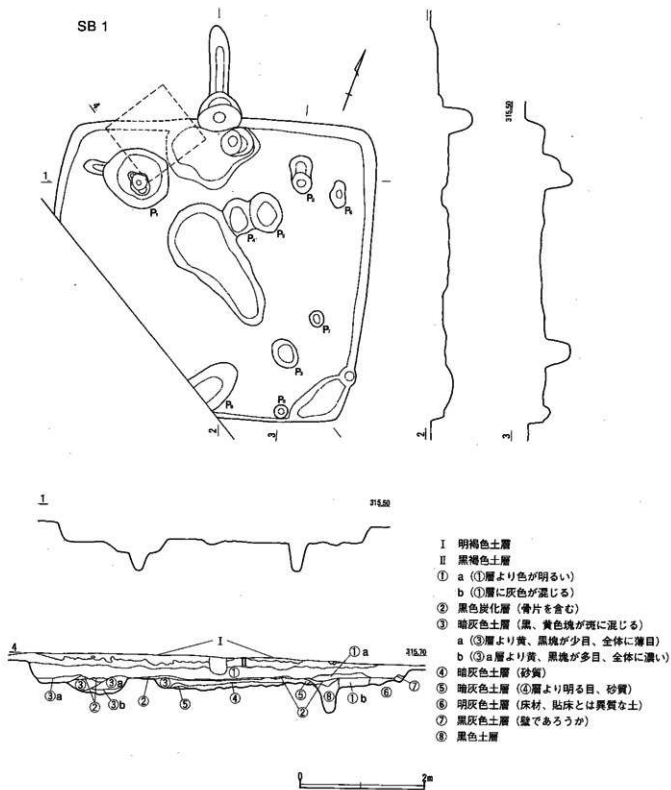 SB 1
1
P₁
P₄
P₃
P₂
2
3
315.50
2
3
1
315.50
4
I
①a
315.70
③a
③
②
③a
③b
②
③
⑤
④
②
⑤
⑧
①
①b
⑥
⑦
I 明褐色土層
II 黒褐色土層
① a (①層より色が明るい)
b (①層に灰色が混じる)
② 黒色炭化層 (骨片を含む)
③ 暗灰色土層 (黒、黄色塊が斑に混じる)
a (③層より黄、黒塊が少目、全体に薄目)
b (③a層より黄、黒塊が多目、全体に濃い)
④ 暗灰色土層 (砂質)
⑤ 暗灰色土層 (④層より明る目、砂質)
⑥ 明灰色土層 (床材、貼床とは異質な土)
⑦ 黒灰色土層 (壁であろうか)
⑧ 黒色土層
0
2m